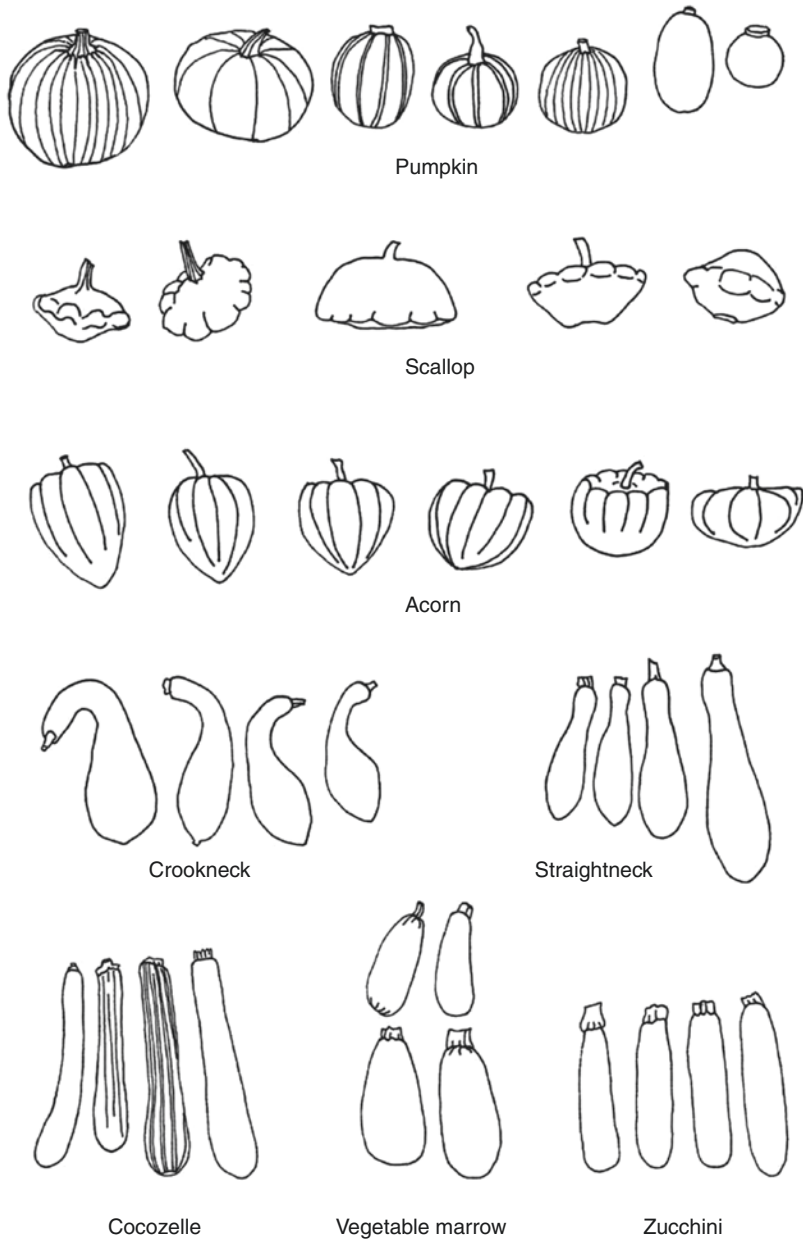 Pumpkin
Scallop
Acorn
Crookneck
Straightneck
Cocozelle
Vegetable marrow
Zucchini